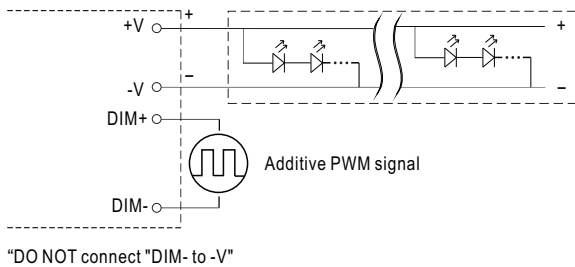 +V + +
-V – –
DIM+
Additive PWM signal
DIM-
“DO NOT connect "DIM- to -V"